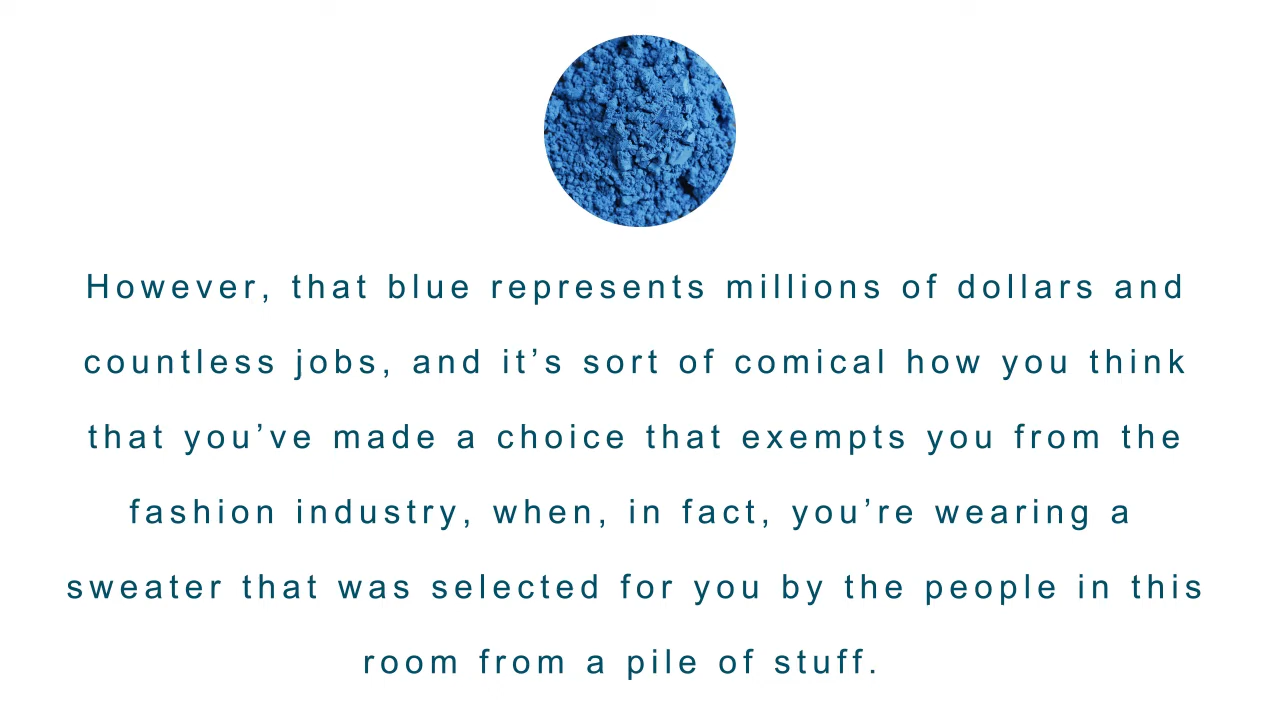 However, that blue represents millions of dollars and
countless jobs, and it’s sort of comical how you think
that you’ve made a choice that exempts you from the
fashion industry, when, in fact, you’re wearing a
sweater that was selected for you by the people in this
room from a pile of stuff.